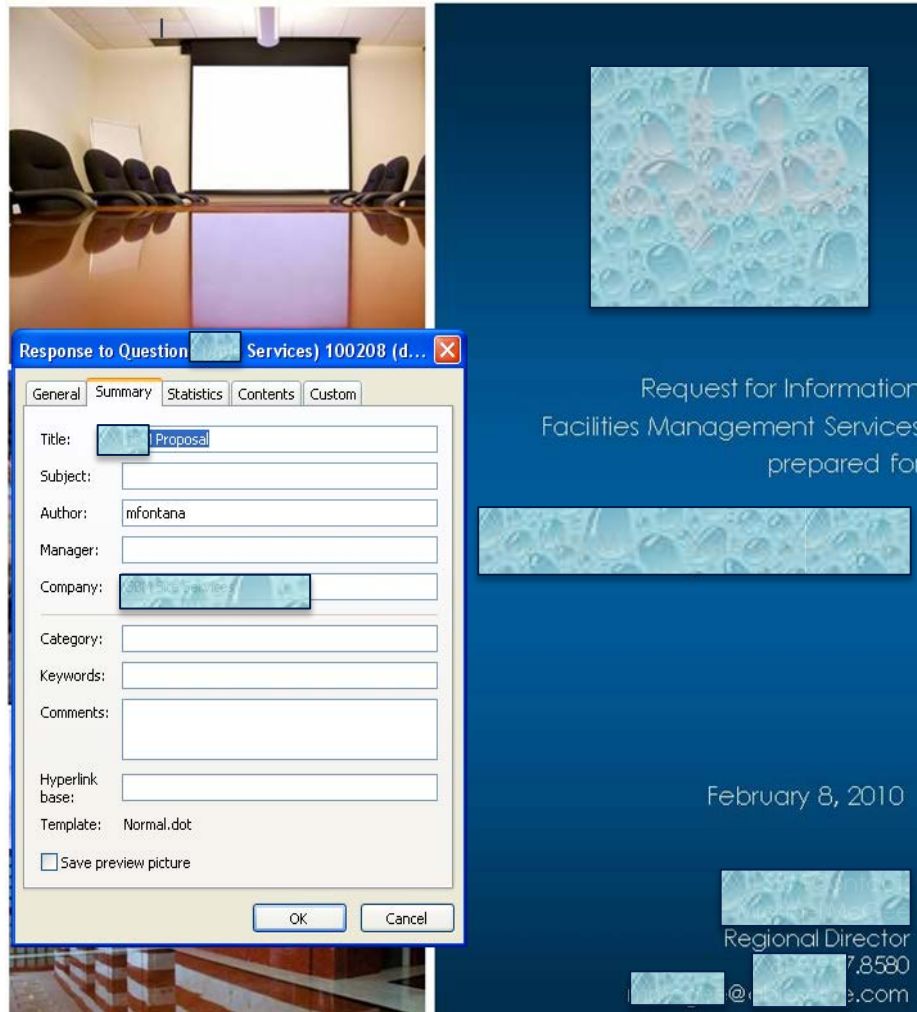 Response to Question Services) 100208 (d...
General Summary Statistics Contents Custom
Title: Proposal
Subject:
Author: mfontana
Manager:
Company:
Category:
Keywords:
Comments:
Hyperlink
base:
Template: Normal.dot
Save preview picture
OK Cancel
Request for Information
Facilities Management Services
prepared for
February 8, 2010
Regional Director
7.8580
@ .com